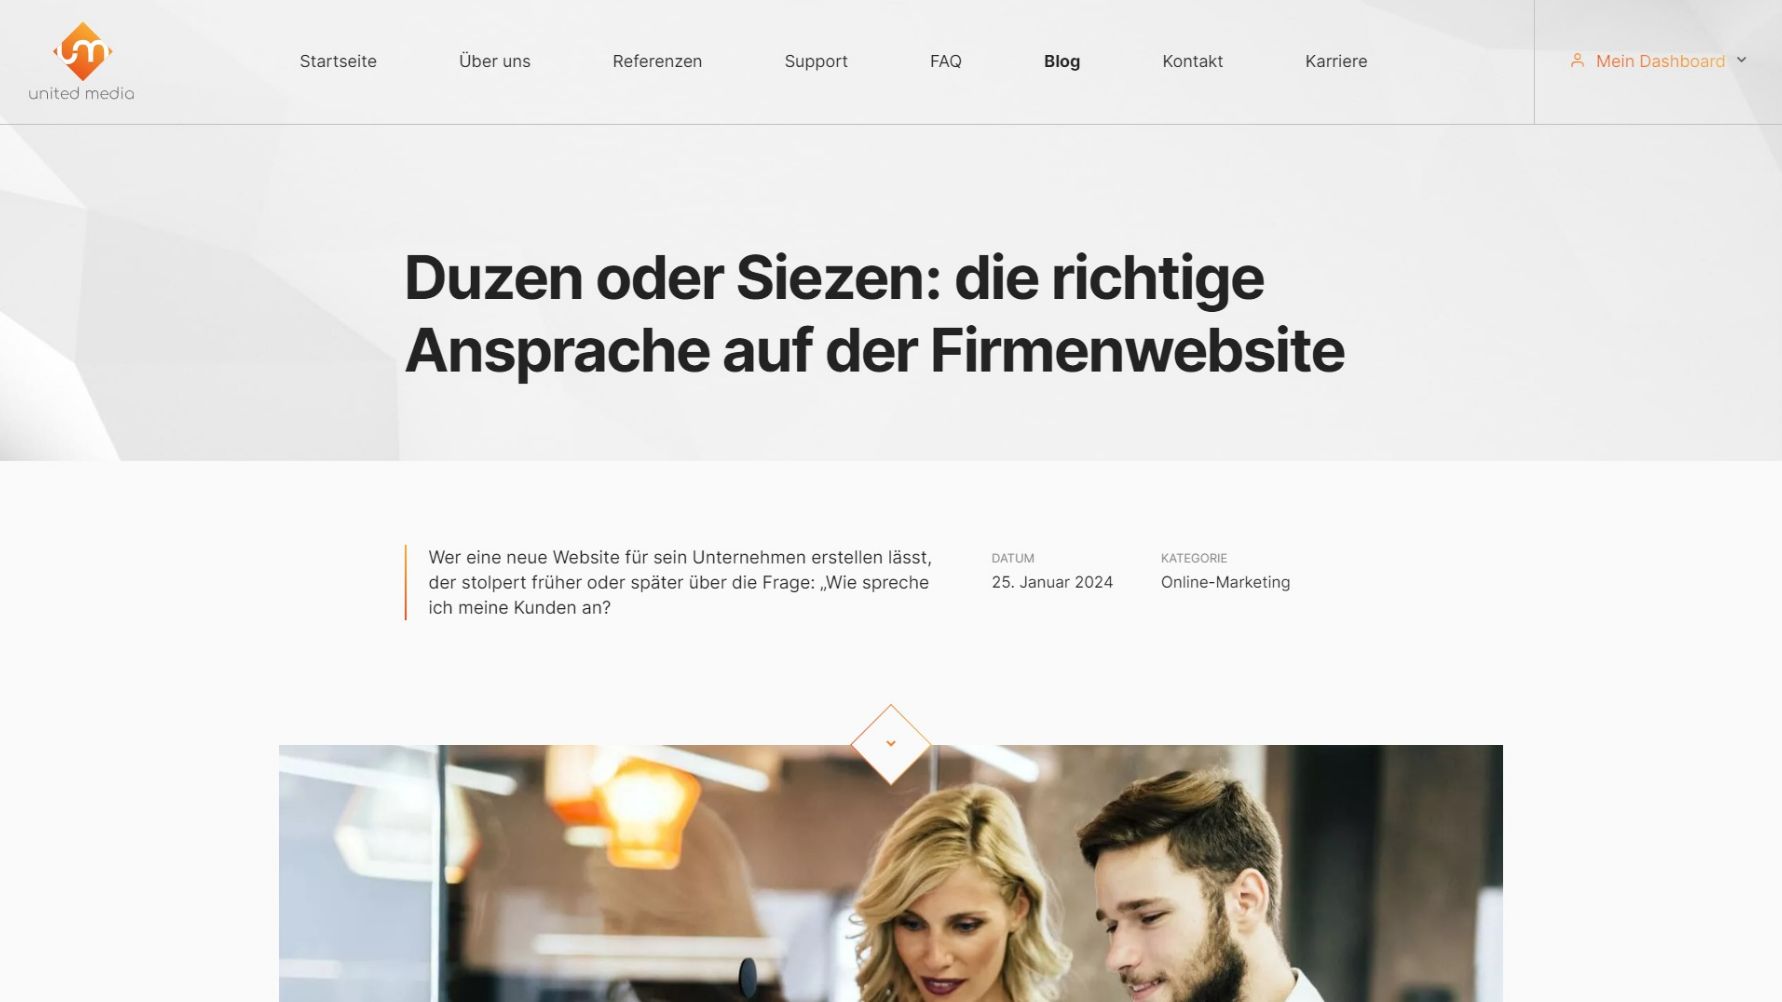 um
united media
Startseite
Über uns
Referenzen
Support
FAQ
Blog
Kontakt
Karriere
Mein Dashboard
Duzen oder Siezen: die richtige
Ansprache auf der Firmenwebsite
Wer eine neue Website für sein Unternehmen erstellen lässt,
der stolpert früher oder später über die Frage: „Wie spreche
ich meine Kunden an?
DATUM
25. Januar 2024
KATEGORIE
Online-Marketing